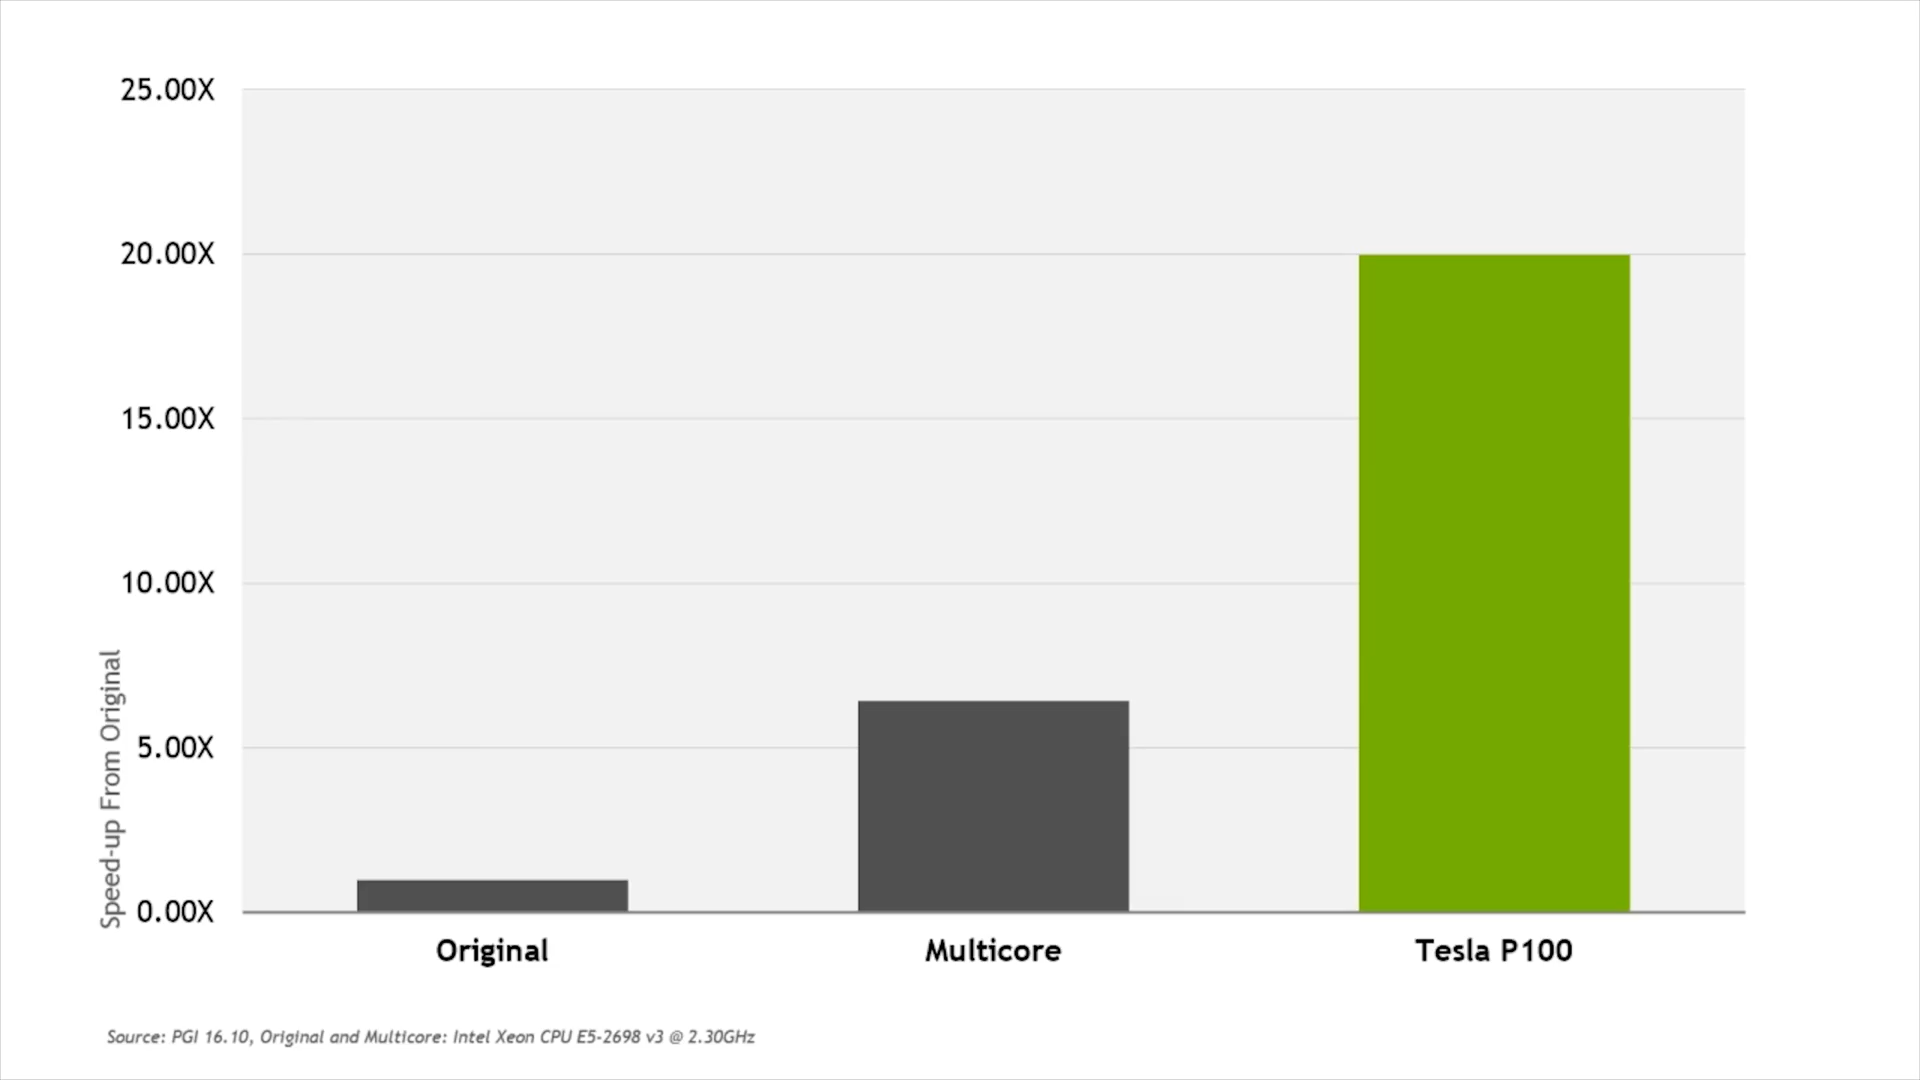 25.00X
20.00X
15.00X
10.00X
5.00X
0.00X
Speed-up From Original
Original
Multicore
Tesla P100
Source: PGI 16.10, Original and Multicore: Intel Xeon CPU E5-2698 v3 @ 2.30GHz